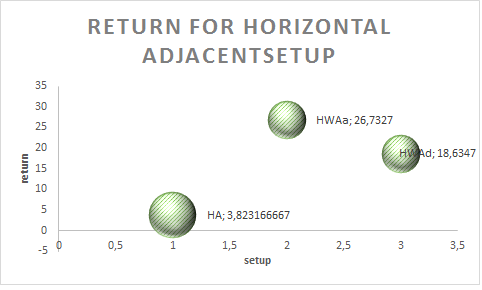 RETURN FOR HORIZONTAL
ADJACENTSETUP
35
30
25
20
15
10
5
0
-5
return
HWAa; 26,7327
HWAd; 18,6347
HA; 3,823166667
0 0,5 1 1,5 2 2,5 3 3,5
setup